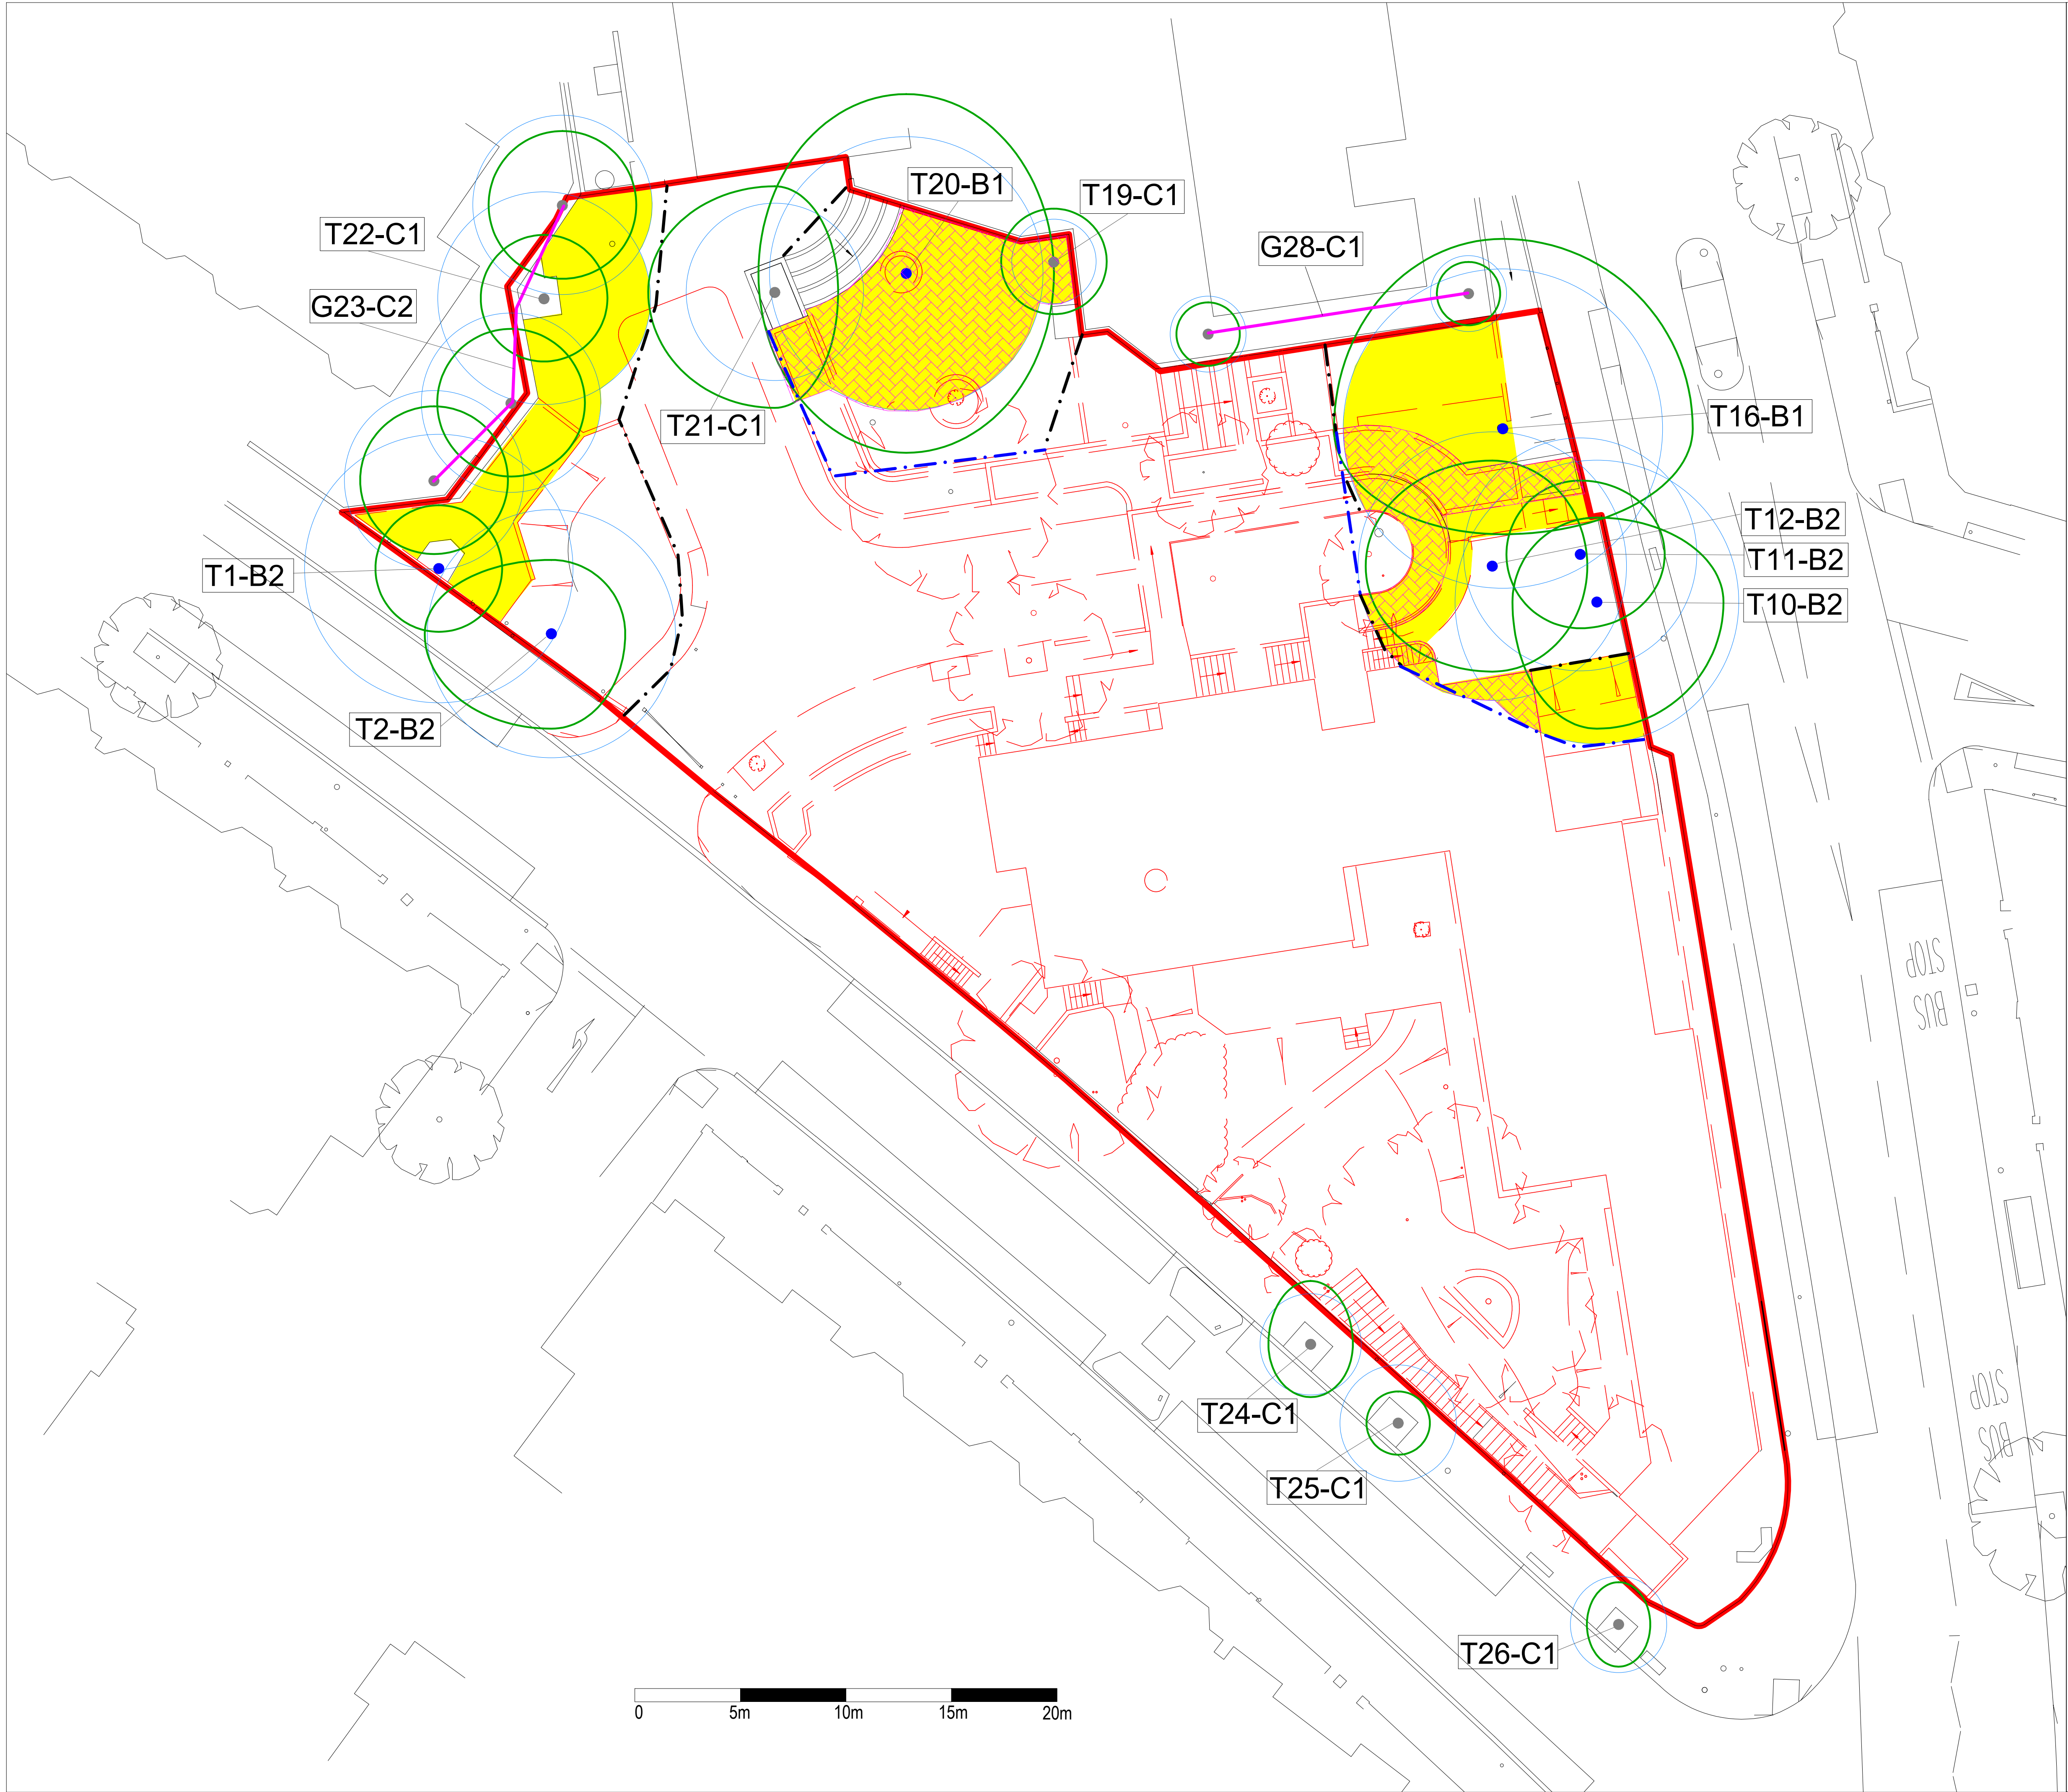 T20-B1
T19-C1
T22-C1
G28-C1
G23-C2
T16-B1
T21-C1
T12-B2
T11-B2
T1-B2
T10-B2
T2-B2
STOP
BUS
STOP
BUS
T24-C1
T25-C1
T26-C1
0 5m 10m 15m 20m